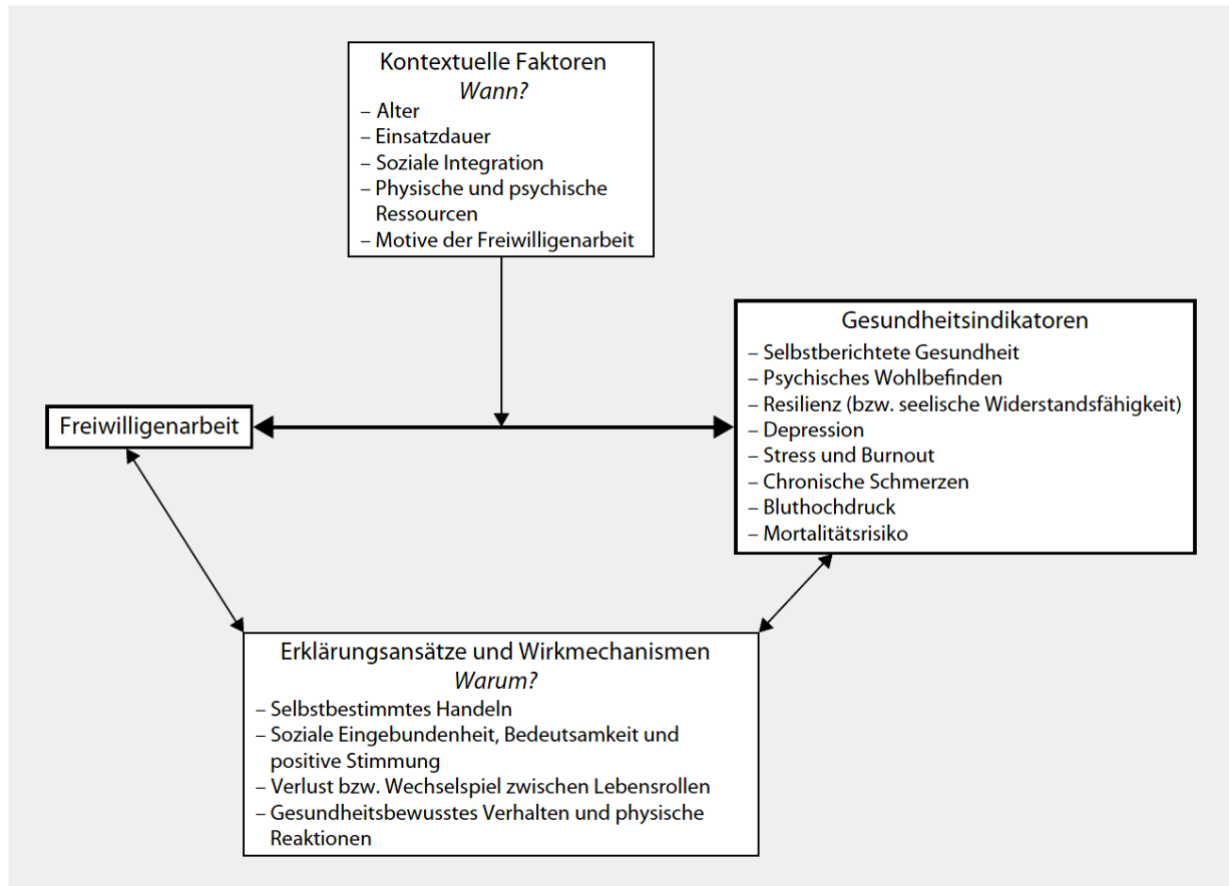 Kontextuelle Faktoren
Wann?
– Alter
– Einsatzdauer
– Soziale Integration
– Physische und psychische
Ressourcen
– Motive der Freiwilligenarbeit
Gesundheitsindikatoren
– Selbstberichtete Gesundheit
– Psychisches Wohlbefinden
– Resilienz (bzw. seelische Widerstandsfähigkeit)
– Depression
– Stress und Burnout
– Chronische Schmerzen
– Bluthochdruck
– Mortalitätsrisiko
Freiwilligenarbeit
Erklärungsansätze und Wirkmechanismen
Warum?
– Selbstbestimmtes Handeln
– Soziale Eingebundenheit, Bedeutsamkeit und
positive Stimmung
– Verlust bzw. Wechselspiel zwischen Lebensrollen
– Gesundheitsbewusstes Verhalten und physische
Reaktionen